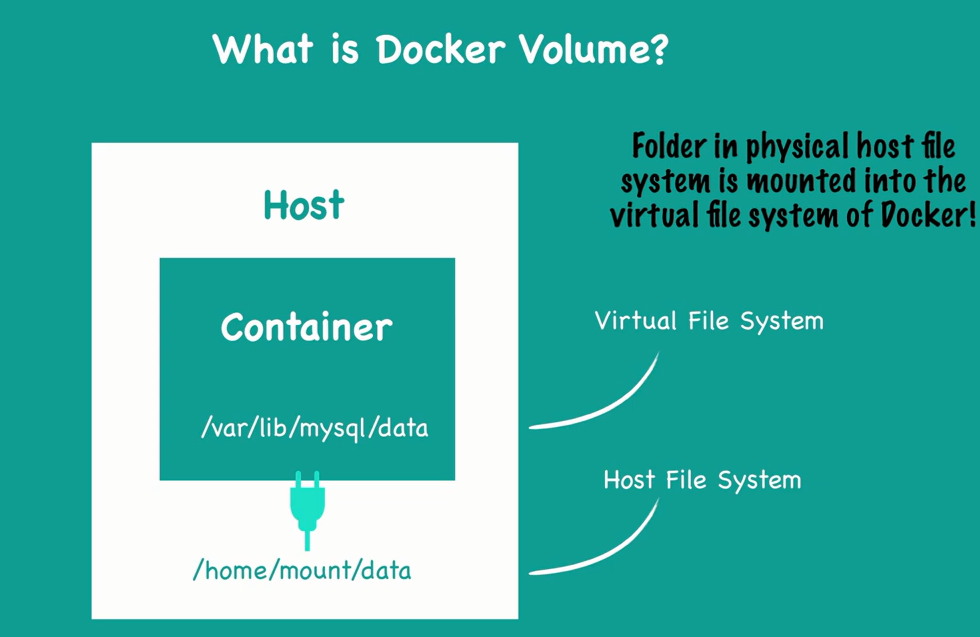 What is Docker Volume?
Folder in physical host file
system is mounted into the
virtual file system of Docker!
Host
Container
/var/lib/mysql/data
/home/mount/data
Virtual File System
Host File System